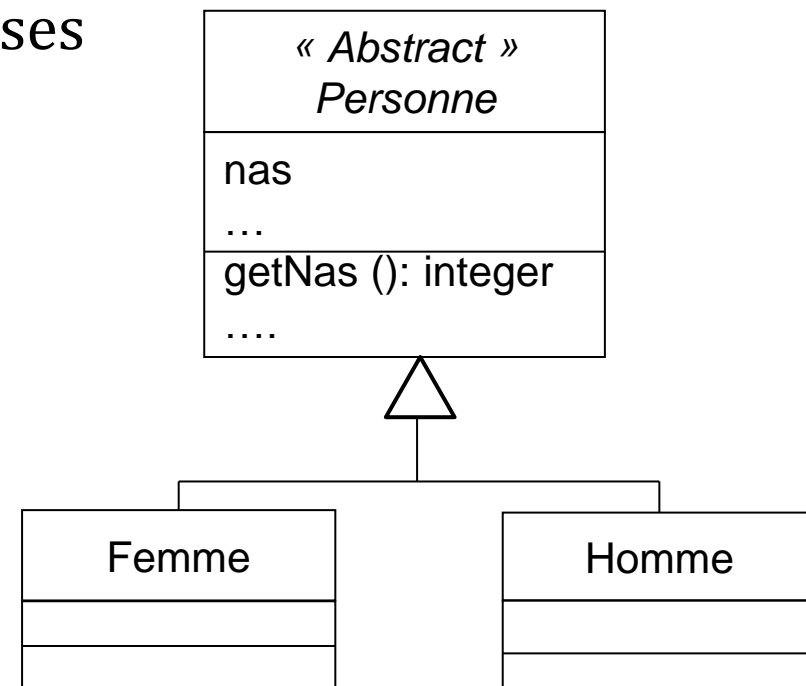 ses
« Abstract »
Personne
nas
…
getNas (): integer
….
Femme
Homme